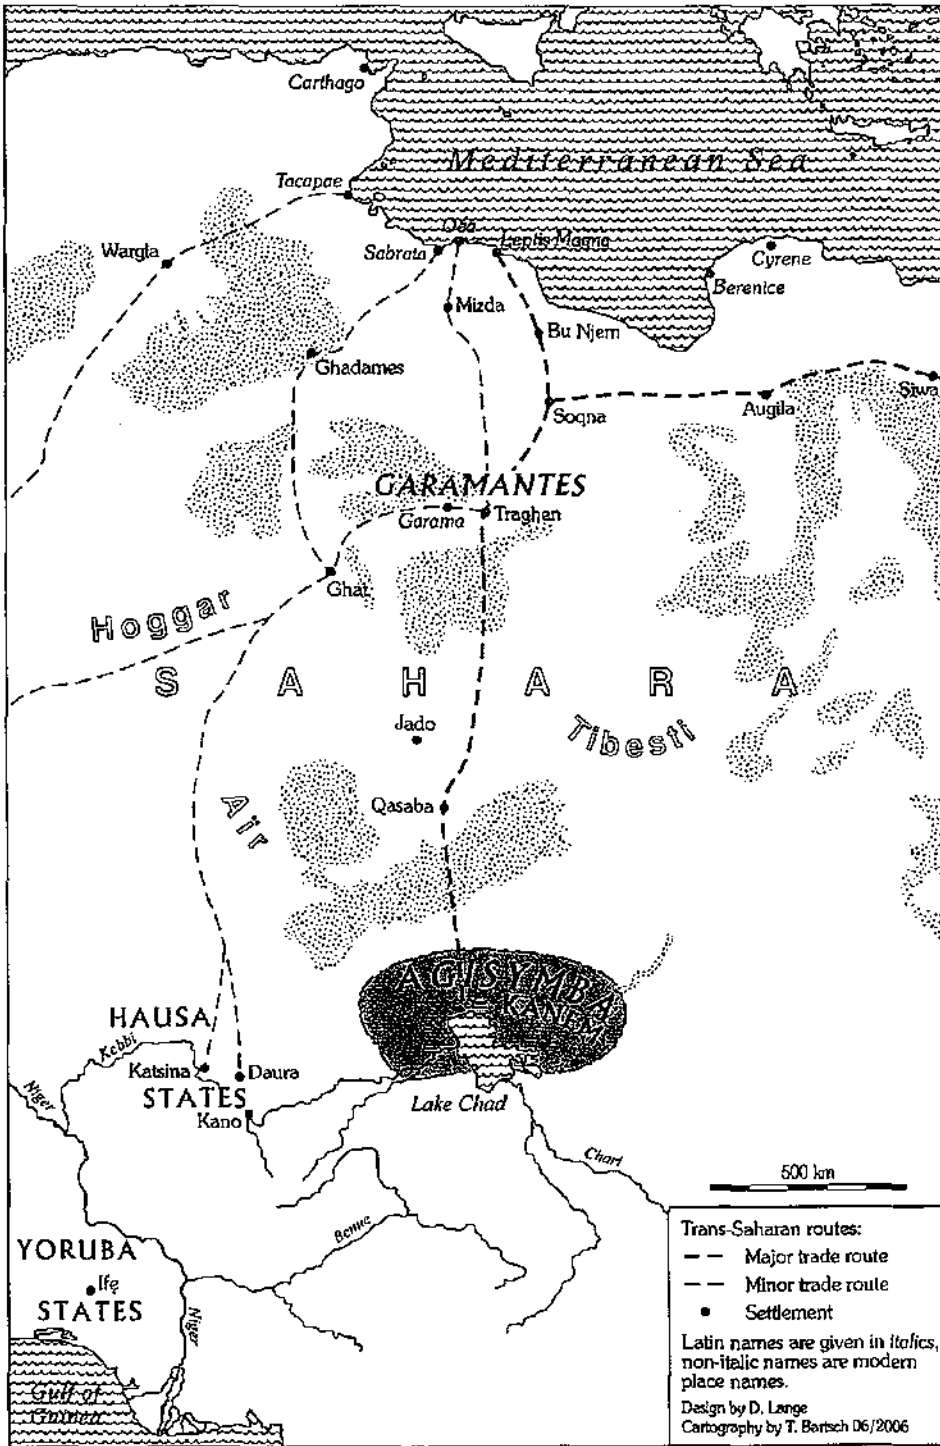 Carthago
Mediterranean Sea
Tacapae
Wargla
Sabrata
Oea
Leptis Magna
Cyrene
Berenice
Mizda
Bu Njem
Ghadames
Siwa
Soqna
Augila
GARAMANTES
Garama
Traghen
Ghat
Hoggar
SAHARA
Jado
Tibesti
Qasaba
Aïr
AGISYMBA
KANEM
HAUSA
Kebbi
Katsina
Daura
Niger
STATES
Kano
Lake Chad
Chari
500 km
YORUBA
Benue
Ifẹ
STATES
Niger
Gulf of
Guinea
Trans-Saharan routes:
Major trade route
Minor trade route
Settlement
Latin names are given in italics,
non-italic names are modern
place names.
Design by D. Lange
Cartography by T. Bartsch 06/2006